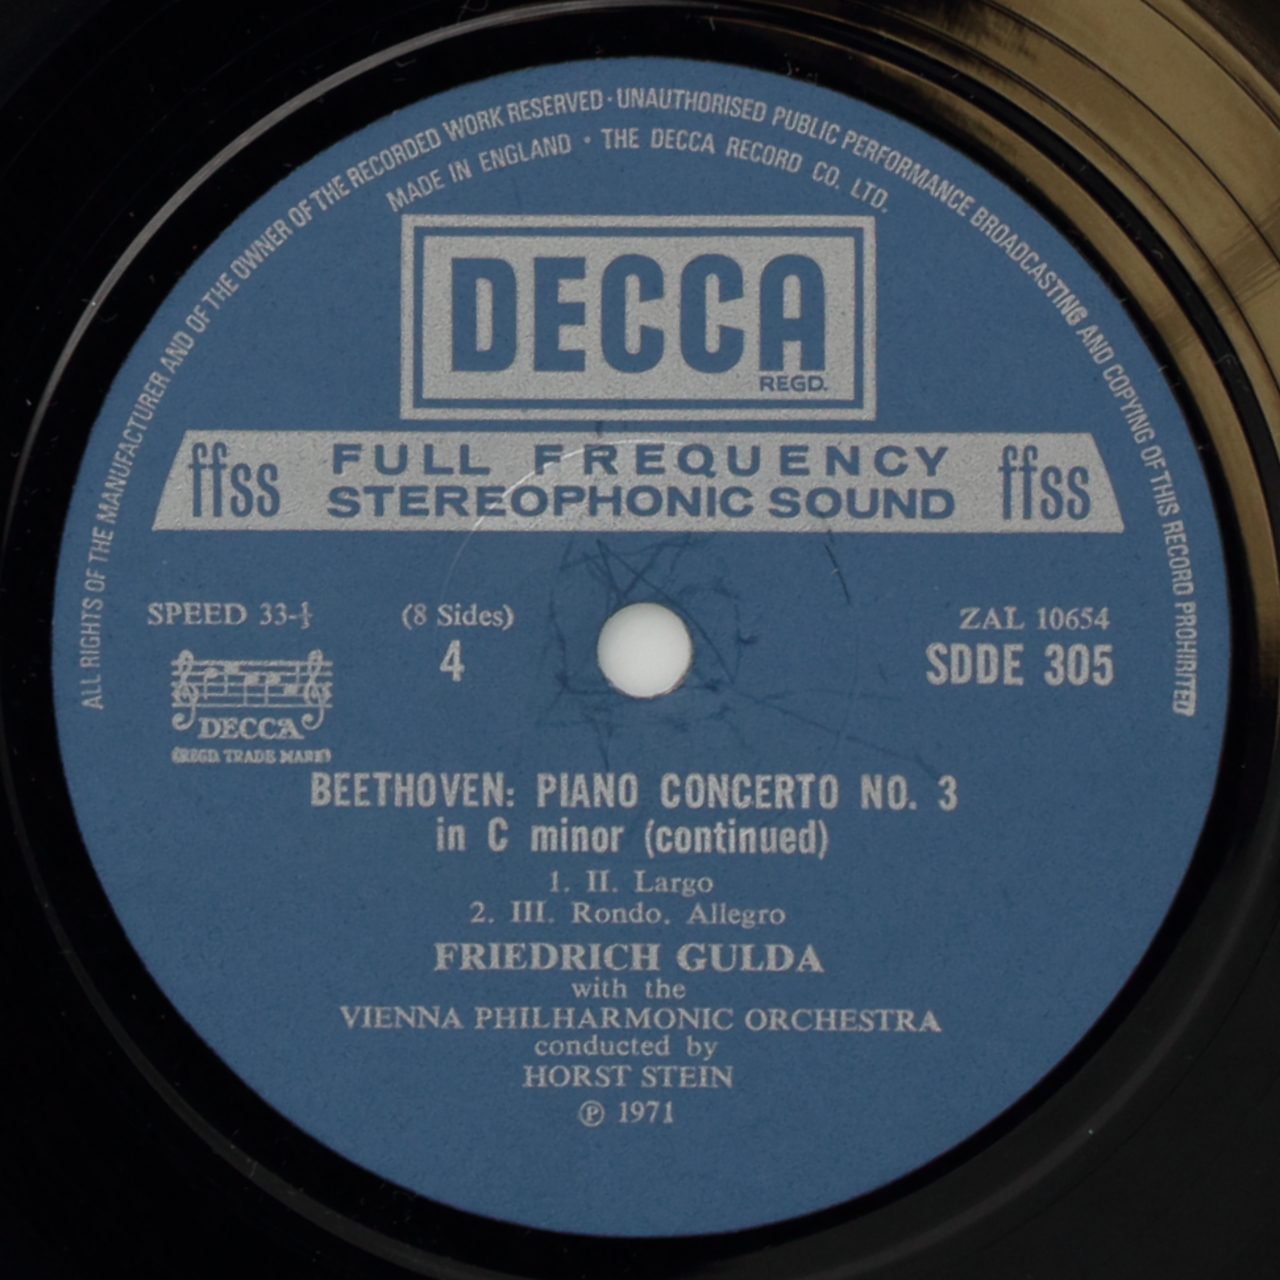 ALL RIGHTS OF THE MANUFACTURER AND OF THE OWNER OF THE RECORDED WORK RESERVED · UNAUTHORISED PUBLIC PERFORMANCE BROADCASTING AND COPYING OF THIS RECORD PROHIBITED
MADE IN ENGLAND · THE DECCA RECORD CO. LTD.
DECCA
REGD.
ffss FULL FREQUENCY ffss
STEREOPHONIC SOUND
SPEED 33-⅓ (8 Sides) ZAL 10654
4 SDDE 305
DECCA
(REGD. TRADE MARK)
BEETHOVEN: PIANO CONCERTO NO. 3
in C minor (continued)
1. II. Largo
2. III. Rondo. Allegro
FRIEDRICH GULDA
with the
VIENNA PHILHARMONIC ORCHESTRA
conducted by
HORST STEIN
℗ 1971